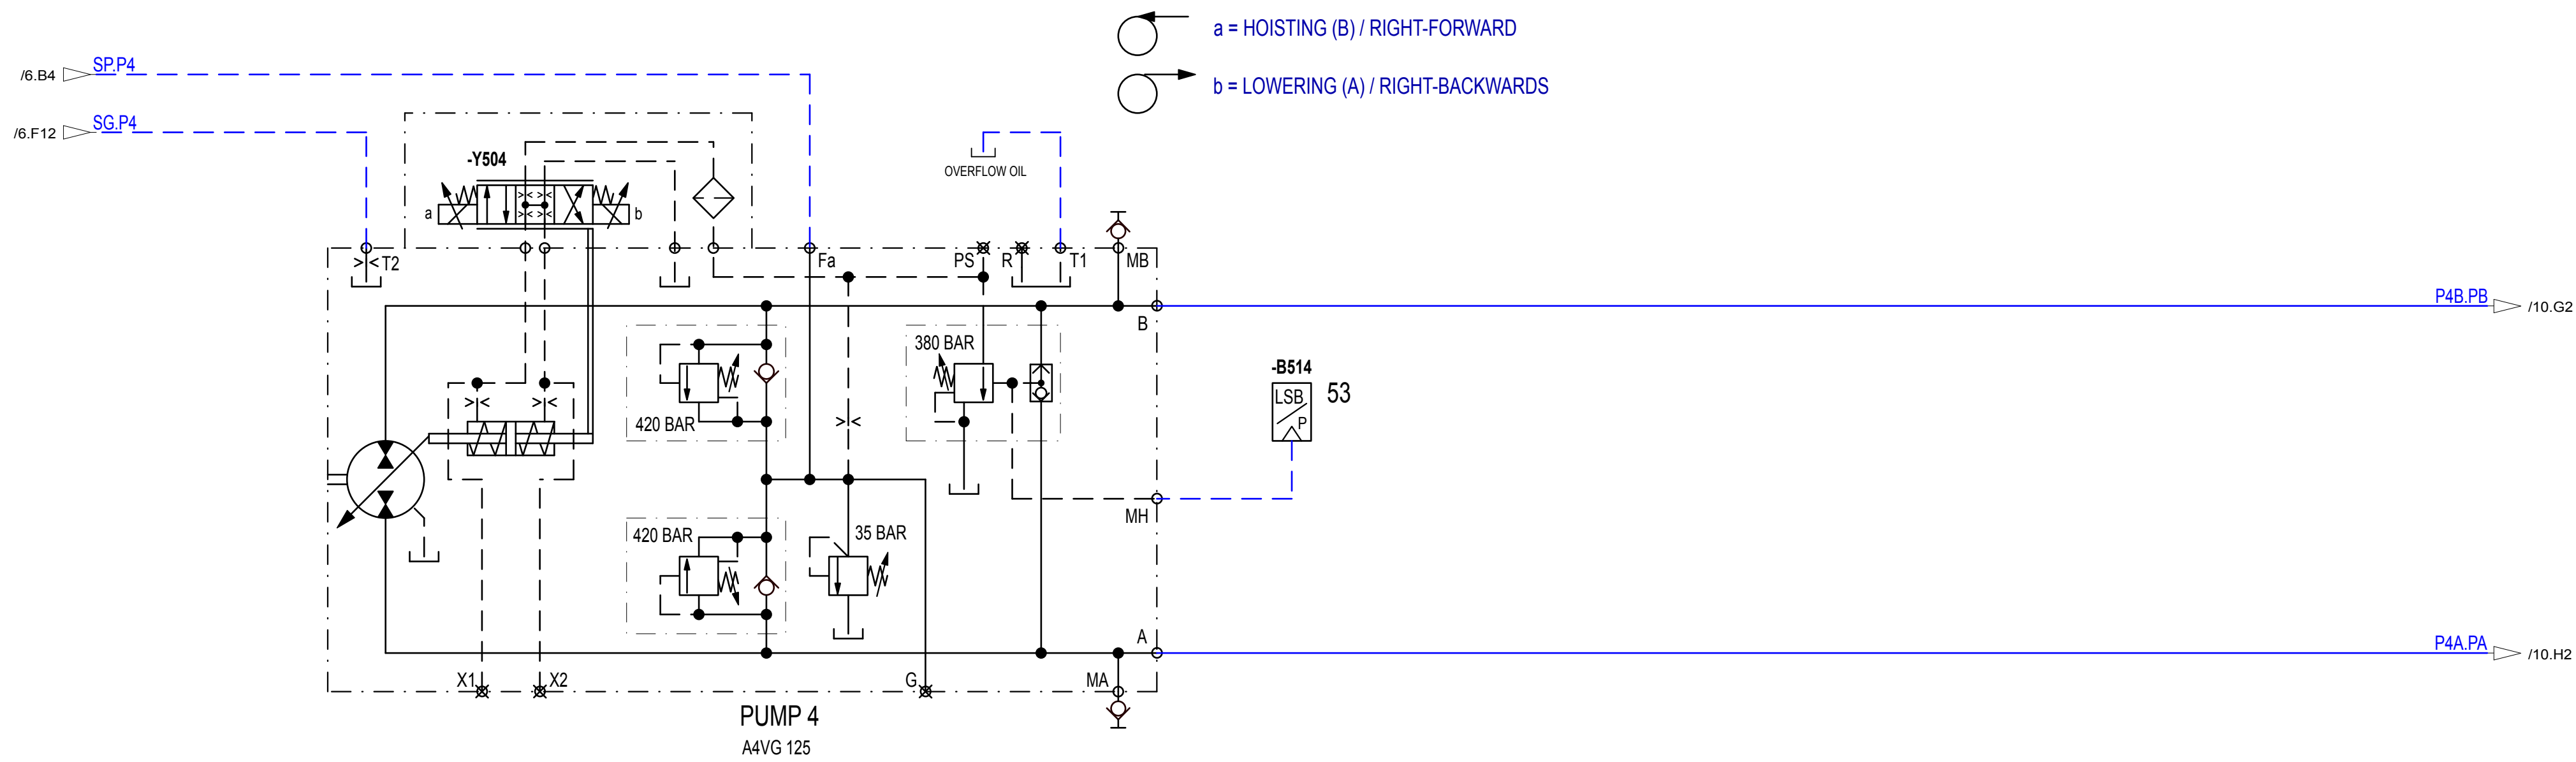 a = HOISTING (B) / RIGHT-FORWARD
/6.B4 SP.P4
b = LOWERING (A) / RIGHT-BACKWARDS
/6.F12 SG.P4
-Y504
OVERFLOW OIL
a b
T2 Fa PS R T1 MB
P4B.PB /10.G2
B
380 BAR
-B514
LSB 53
P
420 BAR
MH
420 BAR 35 BAR
A P4A.PA /10.H2
X1 X2 G MA
PUMP 4
A4VG 125